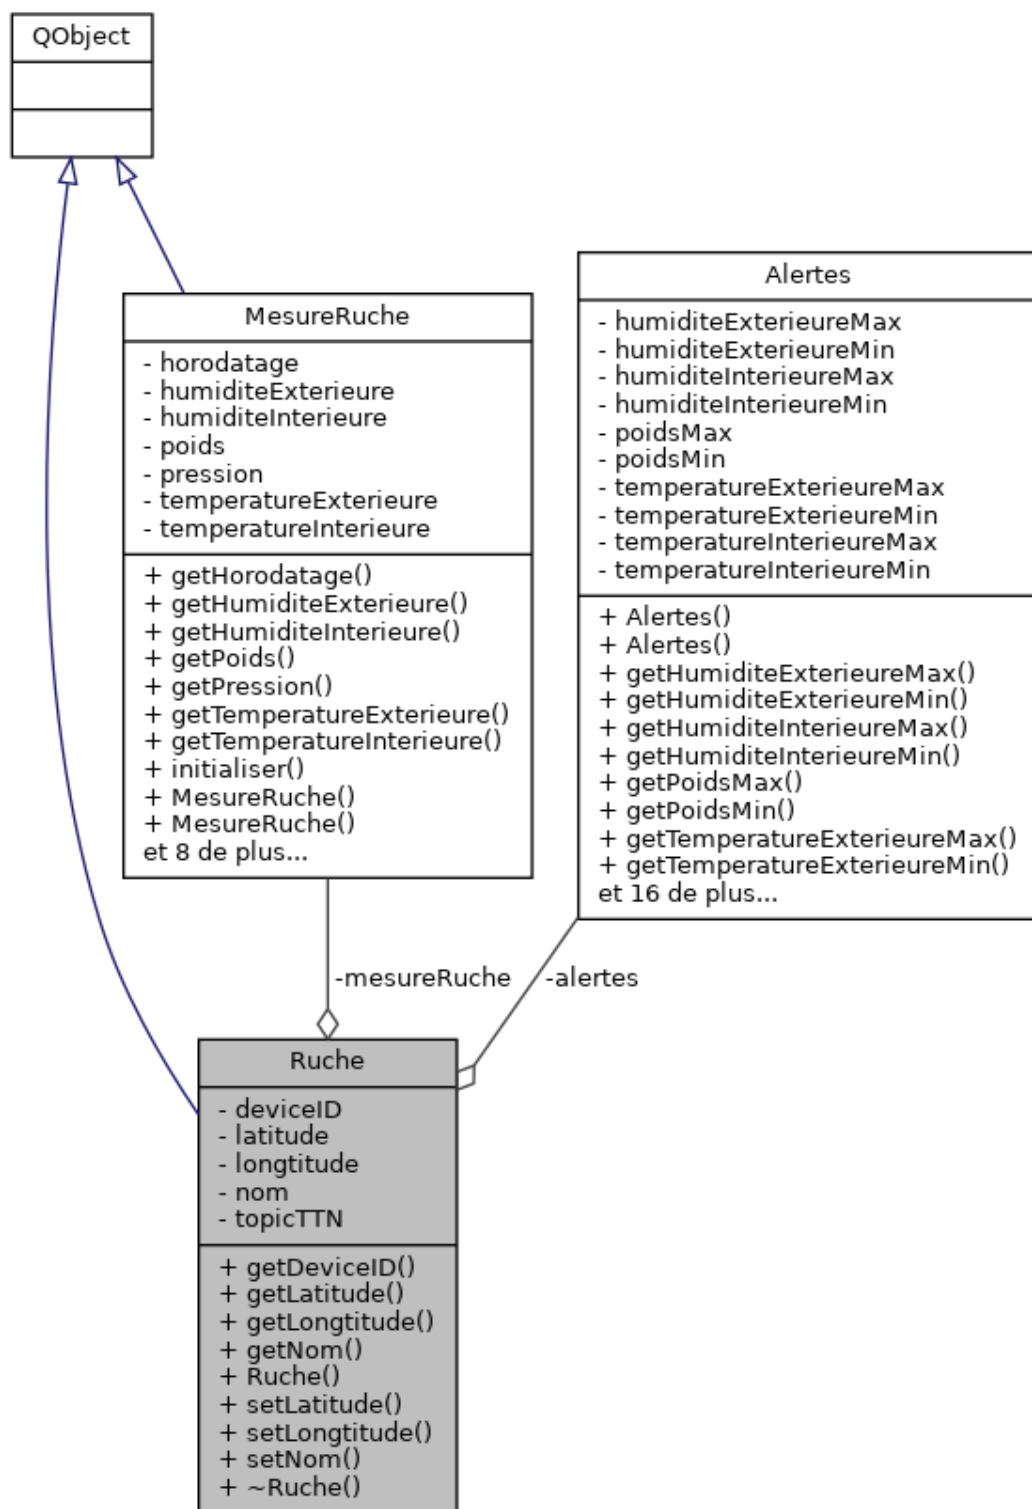 QObject
MesureRuche
- horodatage
- humiditeExterieure
- humiditeInterieure
- poids
- pression
- temperatureExterieure
- temperatureInterieure
+ getHorodatage()
+ getHumiditeExterieure()
+ getHumiditeInterieure()
+ getPoids()
+ getPression()
+ getTemperatureExterieure()
+ getTemperatureInterieure()
+ initialiser()
+ MesureRuche()
+ MesureRuche()
et 8 de plus...
Alertes
- humiditeExterieureMax
- humiditeExterieureMin
- humiditeInterieureMax
- humiditeInterieureMin
- poidsMax
- poidsMin
- temperatureExterieureMax
- temperatureExterieureMin
- temperatureInterieureMax
- temperatureInterieureMin
+ Alertes()
+ Alertes()
+ getHumiditeExterieureMax()
+ getHumiditeExterieureMin()
+ getHumiditeInterieureMax()
+ getHumiditeInterieureMin()
+ getPoidsMax()
+ getPoidsMin()
+ getTemperatureExterieureMax()
+ getTemperatureExterieureMin()
et 16 de plus...
-mesureRuche
-alertes
Ruche
- deviceID
- latitude
- longtitude
- nom
- topicTTN
+ getDeviceID()
+ getLatitude()
+ getLongtitude()
+ getNom()
+ Ruche()
+ setLatitude()
+ setLongtitude()
+ setNom()
+ ~Ruche()